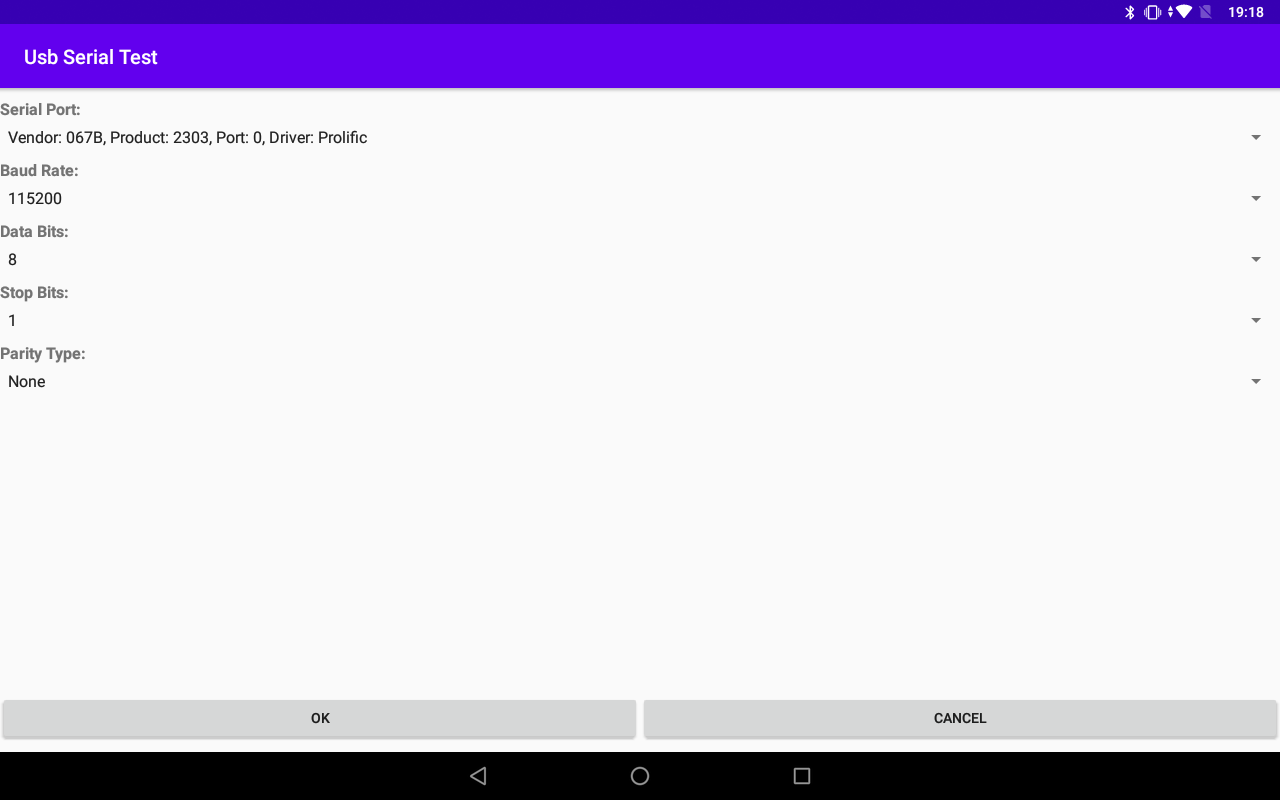 19:18
Usb Serial Test
Serial Port:
Vendor: 067B, Product: 2303, Port: 0, Driver: Prolific
Baud Rate:
115200
Data Bits:
8
Stop Bits:
1
Parity Type:
None
OK
CANCEL